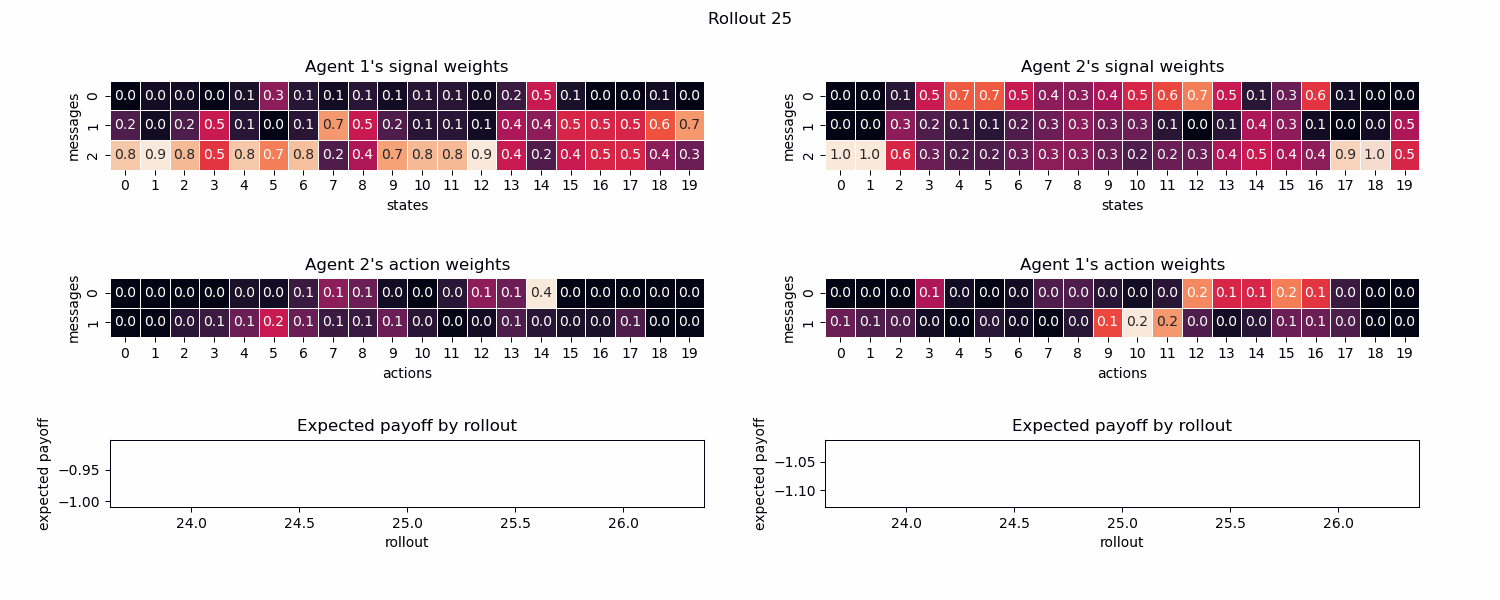 Rollout 25
Agent 1's signal weights
messages
0 0.0 0.0 0.0 0.0 0.1 0.3 0.1 0.1 0.1 0.1 0.1 0.1 0.0 0.2 0.5 0.1 0.0 0.0 0.1 0.0
1 0.2 0.0 0.2 0.5 0.1 0.0 0.1 0.7 0.5 0.2 0.1 0.1 0.1 0.4 0.4 0.5 0.5 0.5 0.6 0.7
2 0.8 0.9 0.8 0.5 0.8 0.7 0.8 0.2 0.4 0.7 0.8 0.8 0.9 0.4 0.2 0.4 0.5 0.5 0.4 0.3
0 1 2 3 4 5 6 7 8 9 10 11 12 13 14 15 16 17 18 19
states
Agent 2's signal weights
messages
0 0.0 0.0 0.1 0.5 0.7 0.7 0.5 0.4 0.3 0.4 0.5 0.6 0.7 0.5 0.1 0.3 0.6 0.1 0.0 0.0
1 0.0 0.0 0.3 0.2 0.1 0.1 0.2 0.3 0.3 0.3 0.3 0.1 0.0 0.1 0.4 0.3 0.1 0.0 0.0 0.5
2 1.0 1.0 0.6 0.3 0.2 0.2 0.3 0.3 0.3 0.3 0.2 0.2 0.3 0.4 0.5 0.4 0.4 0.9 1.0 0.5
0 1 2 3 4 5 6 7 8 9 10 11 12 13 14 15 16 17 18 19
states
Agent 2's action weights
messages
0 0.0 0.0 0.0 0.0 0.0 0.0 0.1 0.1 0.1 0.0 0.0 0.0 0.1 0.1 0.4 0.0 0.0 0.0 0.0 0.0
1 0.0 0.0 0.0 0.1 0.1 0.2 0.1 0.1 0.1 0.1 0.0 0.0 0.0 0.1 0.0 0.0 0.0 0.1 0.0 0.0
0 1 2 3 4 5 6 7 8 9 10 11 12 13 14 15 16 17 18 19
actions
Agent 1's action weights
messages
0 0.0 0.0 0.0 0.1 0.0 0.0 0.0 0.0 0.0 0.0 0.0 0.0 0.2 0.1 0.1 0.2 0.1 0.0 0.0 0.0
1 0.1 0.1 0.0 0.0 0.0 0.0 0.0 0.0 0.0 0.1 0.2 0.2 0.0 0.0 0.0 0.1 0.1 0.0 0.0 0.0
0 1 2 3 4 5 6 7 8 9 10 11 12 13 14 15 16 17 18 19
actions
Expected payoff by rollout
expected payoff
−0.95
−1.00
24.0 24.5 25.0 25.5 26.0
rollout
Expected payoff by rollout
expected payoff
−1.05
−1.10
24.0 24.5 25.0 25.5 26.0
rollout